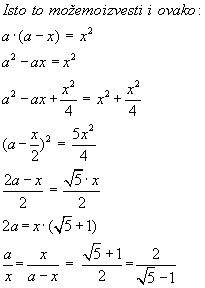 Isto to možemoizvesti i ovako:
a·(a−x) = x²
a² − ax = x²
a² − ax + x²/4 = x² + x²/4
(a − x/2)² = 5x²/4
(2a − x)/2 = (√5 · x)/2
2a = x·(√5 + 1)
a/x = x/(a − x) = (√5 + 1)/2 = 2/(√5 − 1)